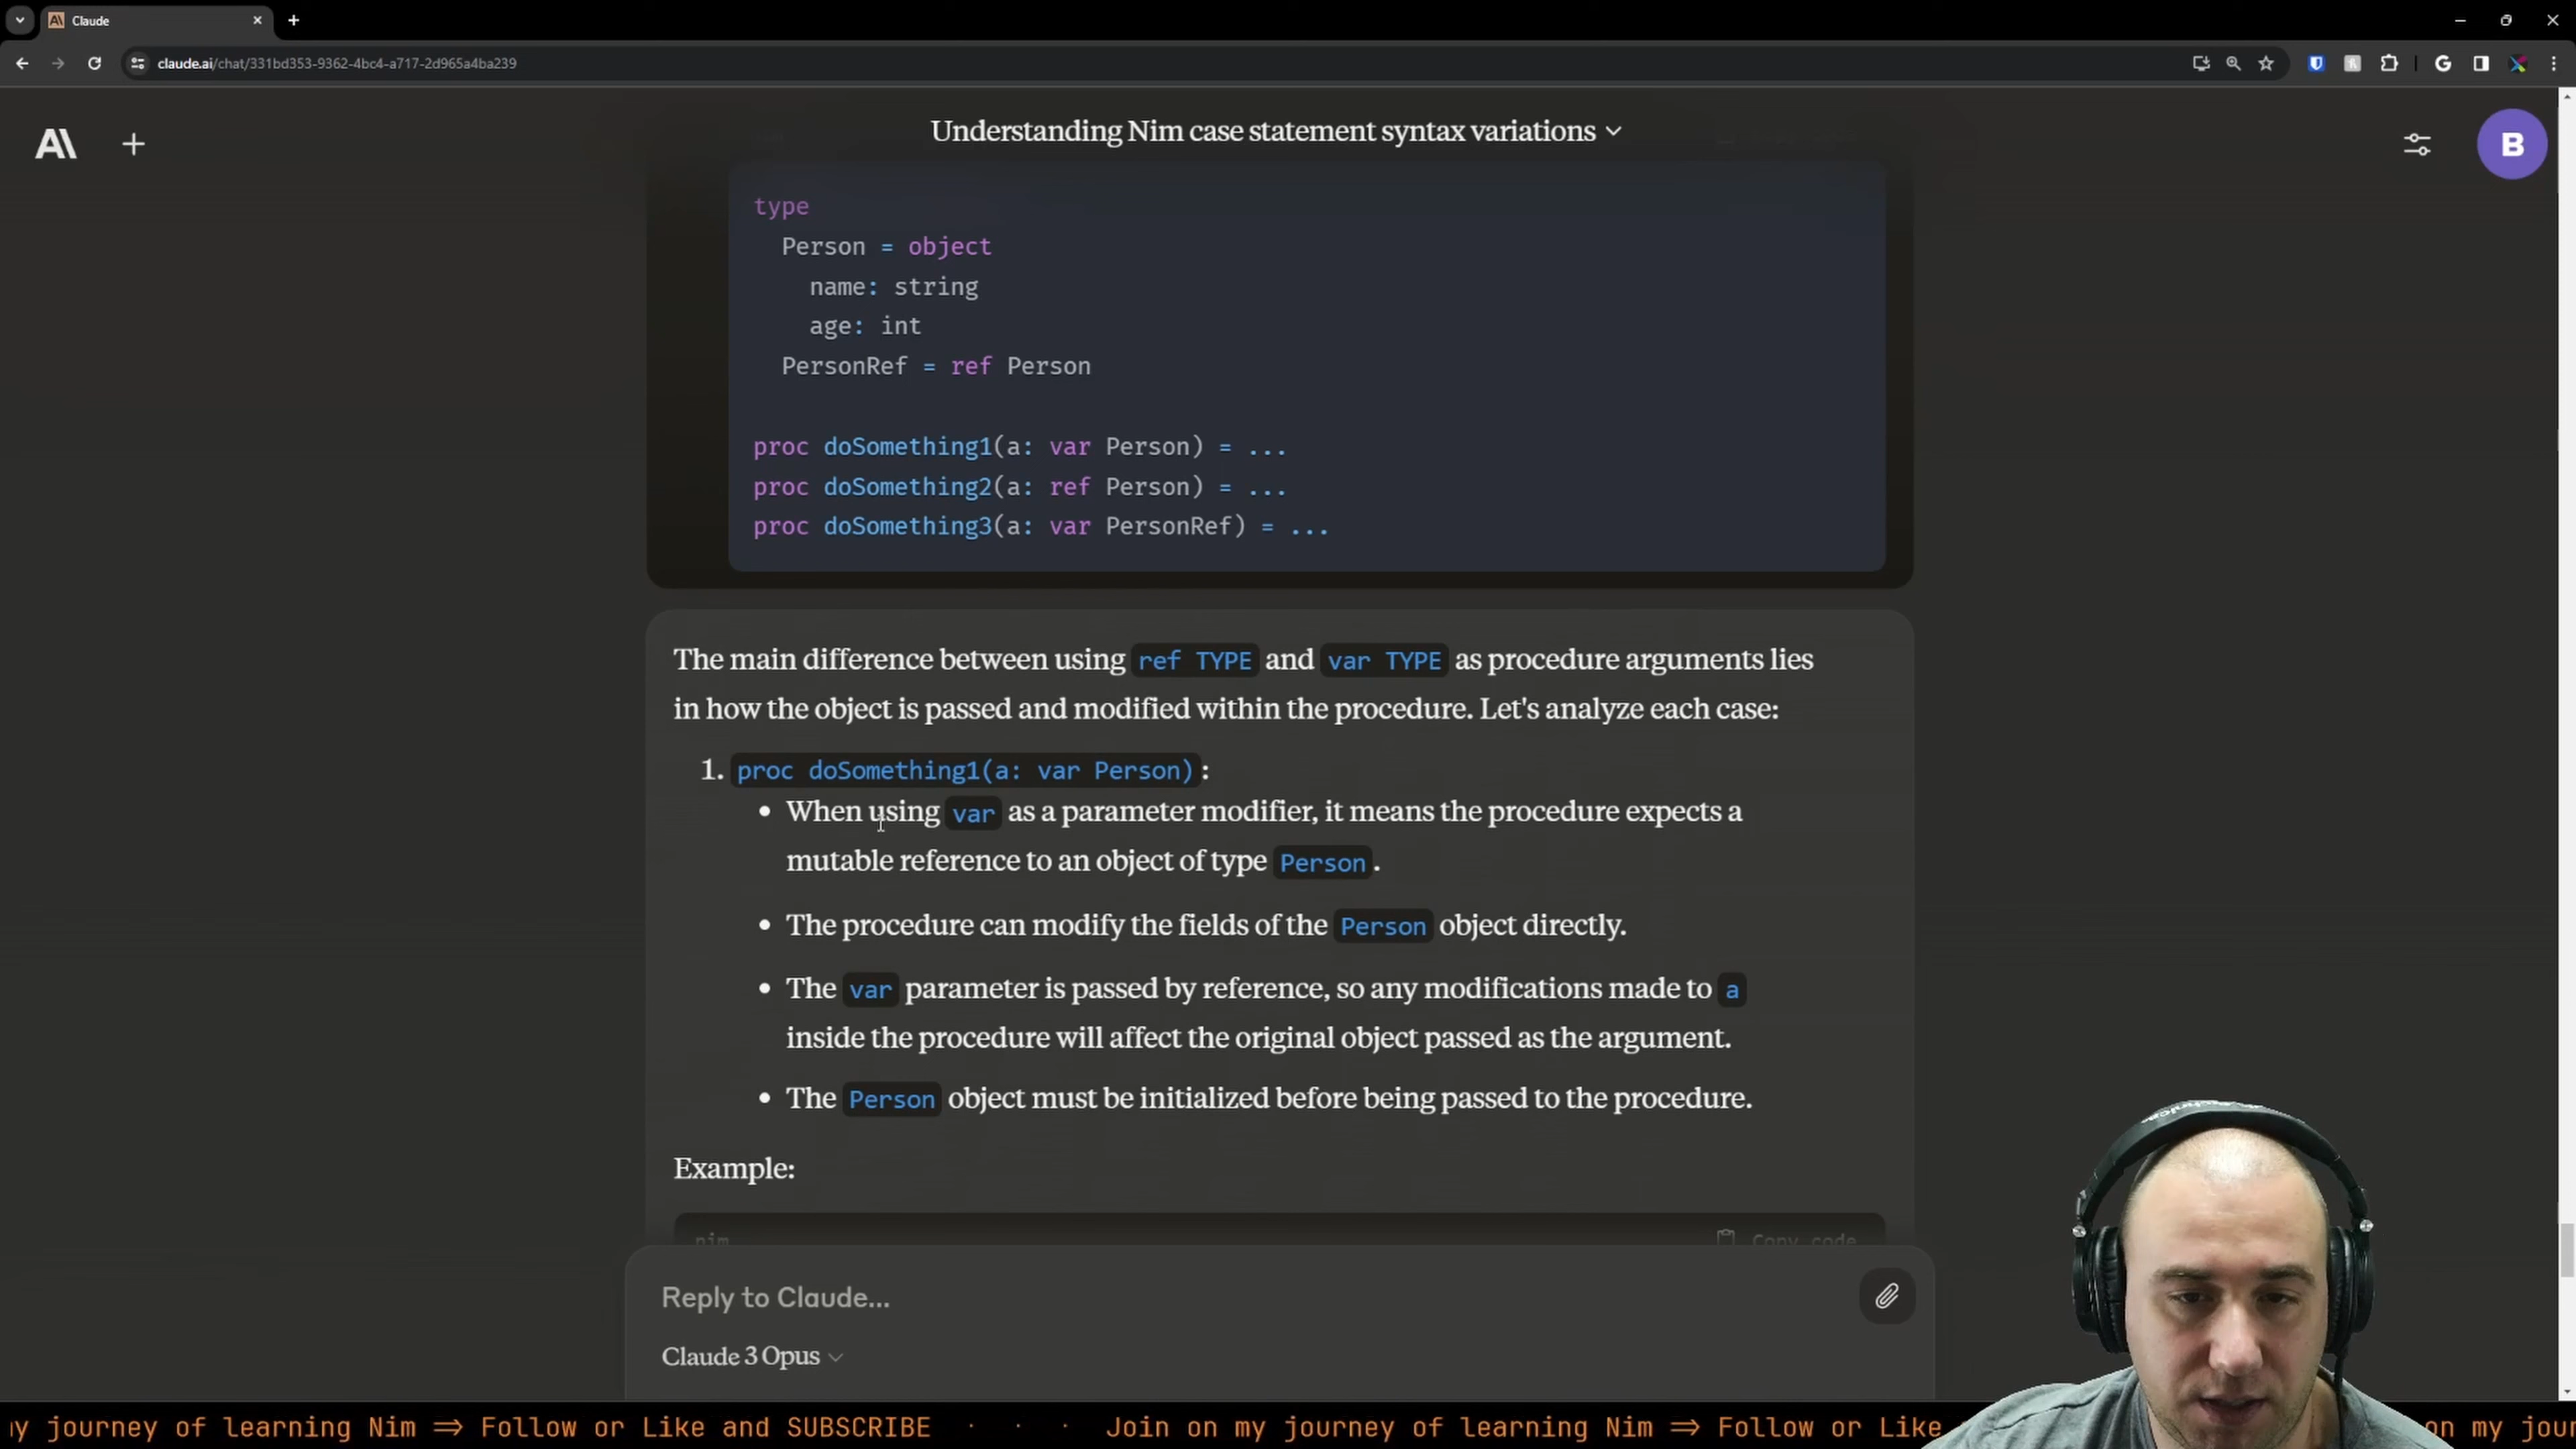 Claude
claude.ai/chat/331bd353-9362-4bc4-a717-2d965a4ba239
Understanding Nim case statement syntax variations
B
type
Person = object
name: string
age: int
PersonRef = ref Person
proc doSomething1(a: var Person) = ...
proc doSomething2(a: ref Person) = ...
proc doSomething3(a: var PersonRef) = ...
The main difference between using ref TYPE and var TYPE as procedure arguments lies
in how the object is passed and modified within the procedure. Let's analyze each case:
1. proc doSomething1(a: var Person):
• When using var as a parameter modifier, it means the procedure expects a
mutable reference to an object of type Person.
• The procedure can modify the fields of the Person object directly.
• The var parameter is passed by reference, so any modifications made to a
inside the procedure will affect the original object passed as the argument.
• The Person object must be initialized before being passed to the procedure.
Example:
nim Copy code
Reply to Claude...
Claude 3 Opus
my journey of learning Nim => Follow or Like and SUBSCRIBE · · · Join on my journey of learning Nim => Follow or Like on my jou